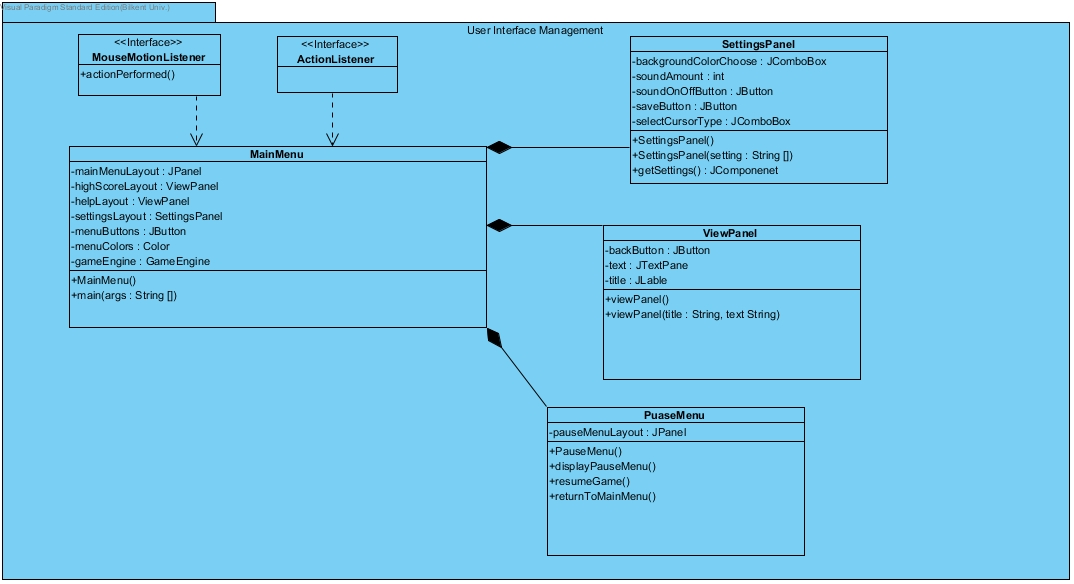 Visual Paradigm Standard Edition(Bilkent Univ.)
User Interface Management
<<Interface>>
MouseMotionListener
+actionPerformed()
<<Interface>>
ActionListener
SettingsPanel
-backgroundColorChoose : JComboBox
-soundAmount : int
-soundOnOffButton : JButton
-saveButton : JButton
-selectCursorType : JComboBox
+SettingsPanel()
+SettingsPanel(setting : String [])
+getSettings() : JComponenet
MainMenu
-mainMenuLayout : JPanel
-highScoreLayout : ViewPanel
-helpLayout : ViewPanel
-settingsLayout : SettingsPanel
-menuButtons : JButton
-menuColors : Color
-gameEngine : GameEngine
+MainMenu()
+main(args : String [])
ViewPanel
-backButton : JButton
-text : JTextPane
-title : JLable
+viewPanel()
+viewPanel(title : String, text String)
PuaseMenu
-pauseMenuLayout : JPanel
+PauseMenu()
+displayPauseMenu()
+resumeGame()
+returnToMainMenu()